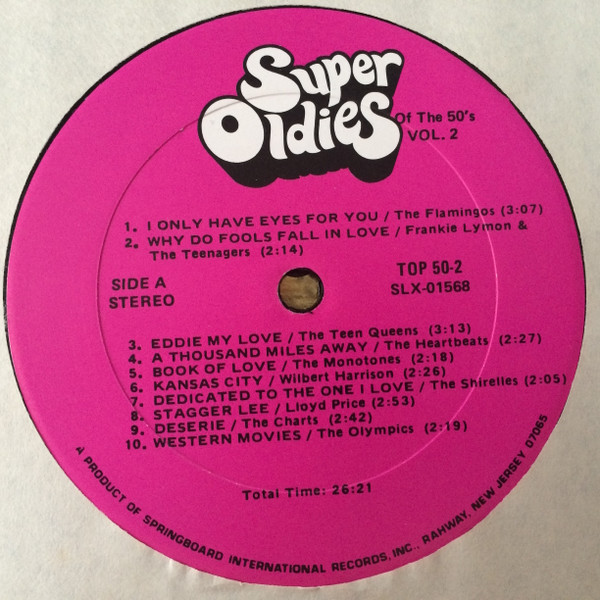 Super
Oldies
Of The 50's
VOL. 2
1. I ONLY HAVE EYES FOR YOU / The Flamingos (3:07)
2. WHY DO FOOLS FALL IN LOVE / Frankie Lymon &
The Teenagers (2:14)
SIDE A
STEREO
TOP 50-2
SLX-01568
3. EDDIE MY LOVE / The Teen Queens (3:13)
4. A THOUSAND MILES AWAY / The Heartbeats (2:27)
5. BOOK OF LOVE / The Monotones (2:18)
6. KANSAS CITY / Wilbert Harrison (2:26)
7. DEDICATED TO THE ONE I LOVE / The Shirelles (2:05)
8. STAGGER LEE / Lloyd Price (2:53)
9. DESERIE / The Charts (2:42)
10. WESTERN MOVIES / The Olympics (2:19)
Total Time: 26:21
A PRODUCT OF SPRINGBOARD INTERNATIONAL RECORDS, INC., RAHWAY, NEW JERSEY 07065